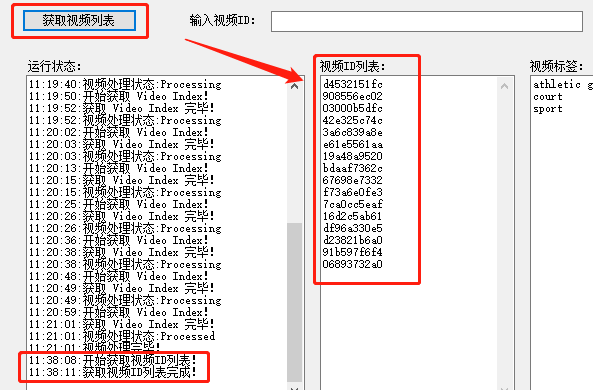 获取视频列表
输入视频ID:
运行状态:
11:19:40:视频处理状态:Processing
11:19:50:开始获取 Video Index!
11:19:52:获取 Video Index 完毕!
11:19:52:视频处理状态:Processing
11:20:02:开始获取 Video Index!
11:20:03:获取 Video Index 完毕!
11:20:03:视频处理状态:Processing
11:20:13:开始获取 Video Index!
11:20:15:获取 Video Index 完毕!
11:20:15:视频处理状态:Processing
11:20:25:开始获取 Video Index!
11:20:26:获取 Video Index 完毕!
11:20:26:视频处理状态:Processing
11:20:36:开始获取 Video Index!
11:20:38:获取 Video Index 完毕!
11:20:38:视频处理状态:Processing
11:20:48:开始获取 Video Index!
11:20:49:获取 Video Index 完毕!
11:20:49:视频处理状态:Processing
11:20:59:开始获取 Video Index!
11:21:01:获取 Video Index 完毕!
11:21:01:视频处理状态:Processed
11:21:01:视频处理完毕!
11:38:08:开始获取视频ID列表!
11:38:11:获取视频ID列表完成!
视频ID列表:
d4532151fc
908556ec02
03000b5dfc
42e325c74c
3a6c839a8e
e61e5561aa
19a48a9520
bdaaf7362c
67698e7332
f73a6e0fe3
7ca0cc5eaf
16d2c5ab61
df96a330e5
d23821b6a0
91b597f6f4
06893732a0
视频标签:
athletic g
court
sport